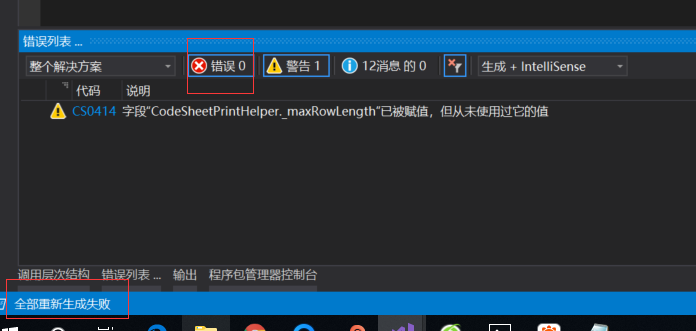 错误列表 ...
整个解决方案
错误 0
警告 1
12消息 的 0
生成 + IntelliSense
代码 说明
CS0414 字段“CodeSheetPrintHelper._maxRowLength”已被赋值，但从未使用过它的值
调用层次结构 错误列表 ... 输出 程序包管理器控制台
全部重新生成失败